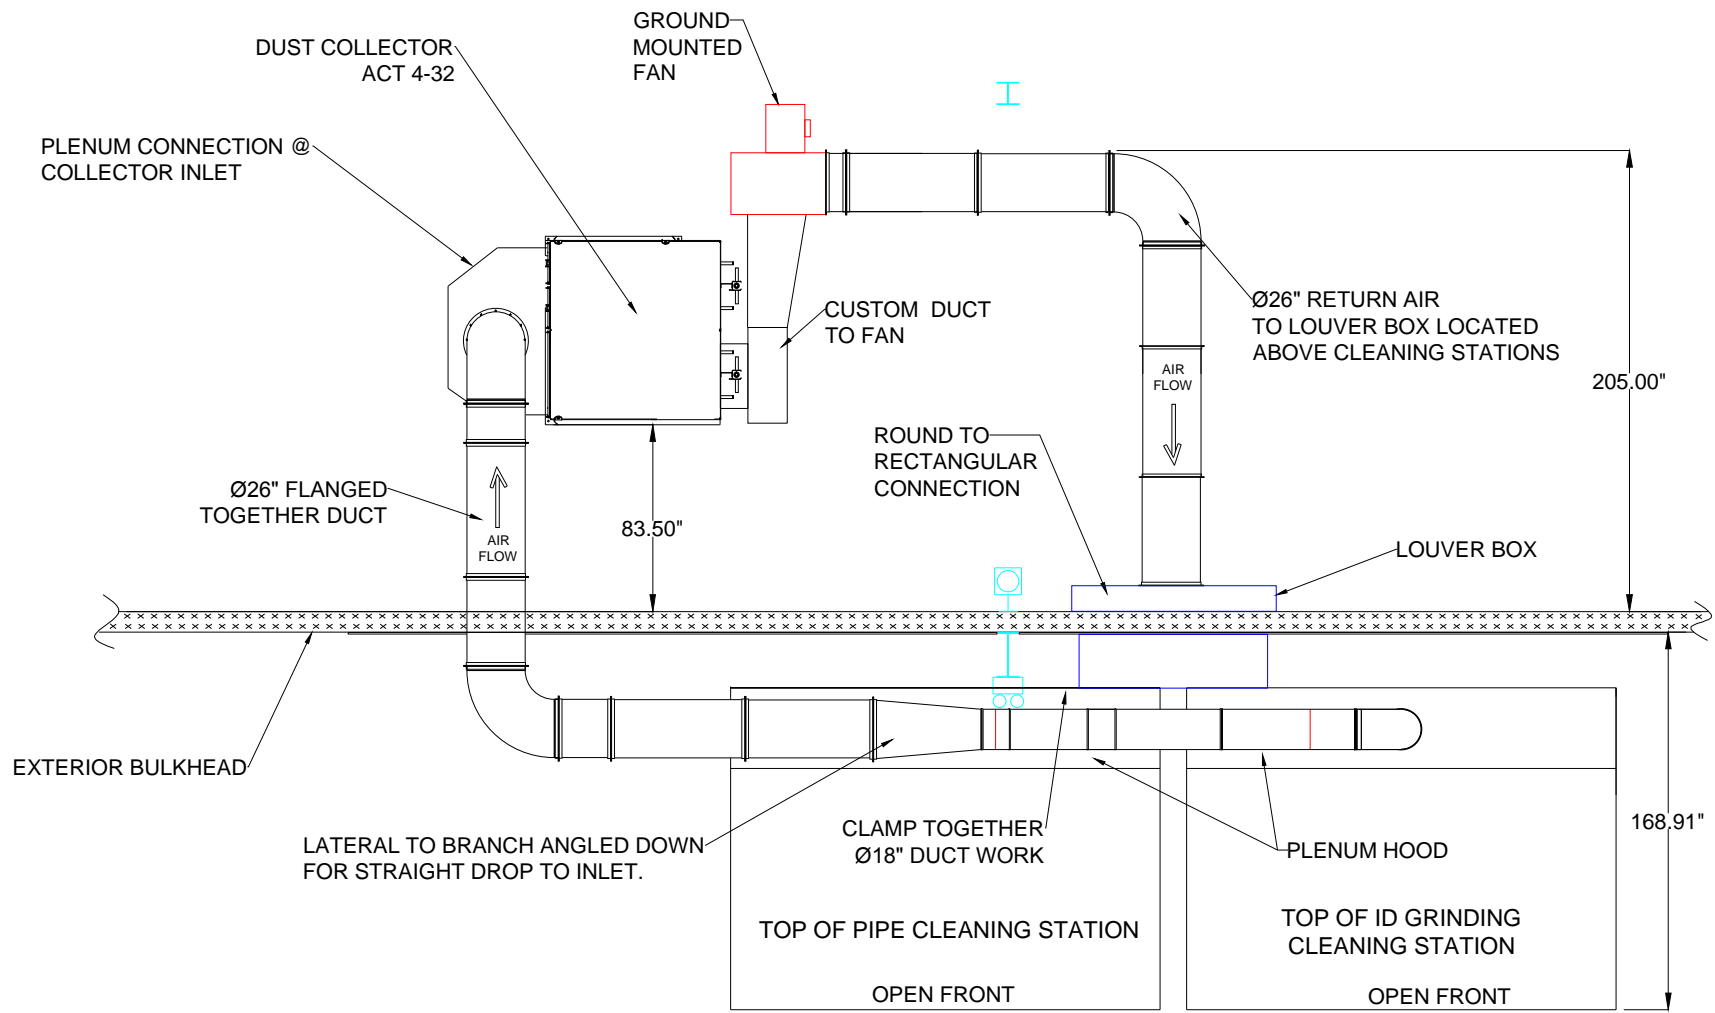 GROUND
MOUNTED
FAN
DUST COLLECTOR
ACT 4-32
PLENUM CONNECTION @
COLLECTOR INLET
Ø26" RETURN AIR
TO LOUVER BOX LOCATED
ABOVE CLEANING STATIONS
CUSTOM  DUCT
TO FAN
AIR
FLOW
205.00"
ROUND TO
RECTANGULAR
CONNECTION
Ø26" FLANGED
TOGETHER DUCT
83.50"
AIR
FLOW
LOUVER BOX
EXTERIOR BULKHEAD
168.91"
LATERAL TO BRANCH ANGLED DOWN
FOR STRAIGHT DROP TO INLET.
CLAMP TOGETHER
Ø18" DUCT WORK
PLENUM HOOD
TOP OF PIPE CLEANING STATION
TOP OF ID GRINDING
CLEANING STATION
OPEN FRONT
OPEN FRONT